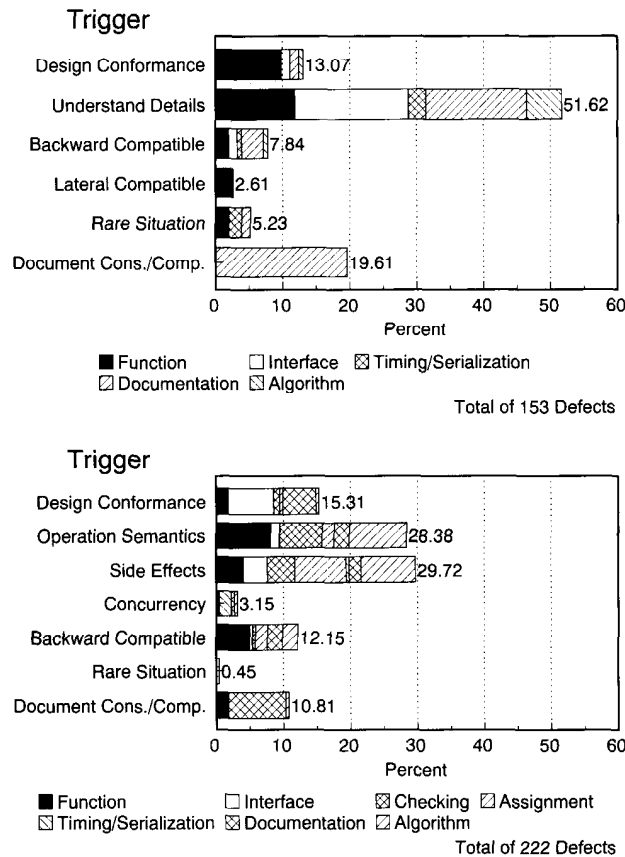 Trigger
Design Conformance 13.07
Understand Details 51.62
Backward Compatible 7.84
Lateral Compatible 2.61
Rare Situation 5.23
Document Cons./Comp. 19.61
0 10 20 30 40 50 60
Percent
Function Interface Timing/Serialization
Documentation Algorithm
Total of 153 Defects
Trigger
Design Conformance 15.31
Operation Semantics 28.38
Side Effects 29.72
Concurrency 3.15
Backward Compatible 12.15
Rare Situation 0.45
Document Cons./Comp. 10.81
0 10 20 30 40 50 60
Percent
Function Interface Checking Assignment
Timing/Serialization Documentation Algorithm
Total of 222 Defects